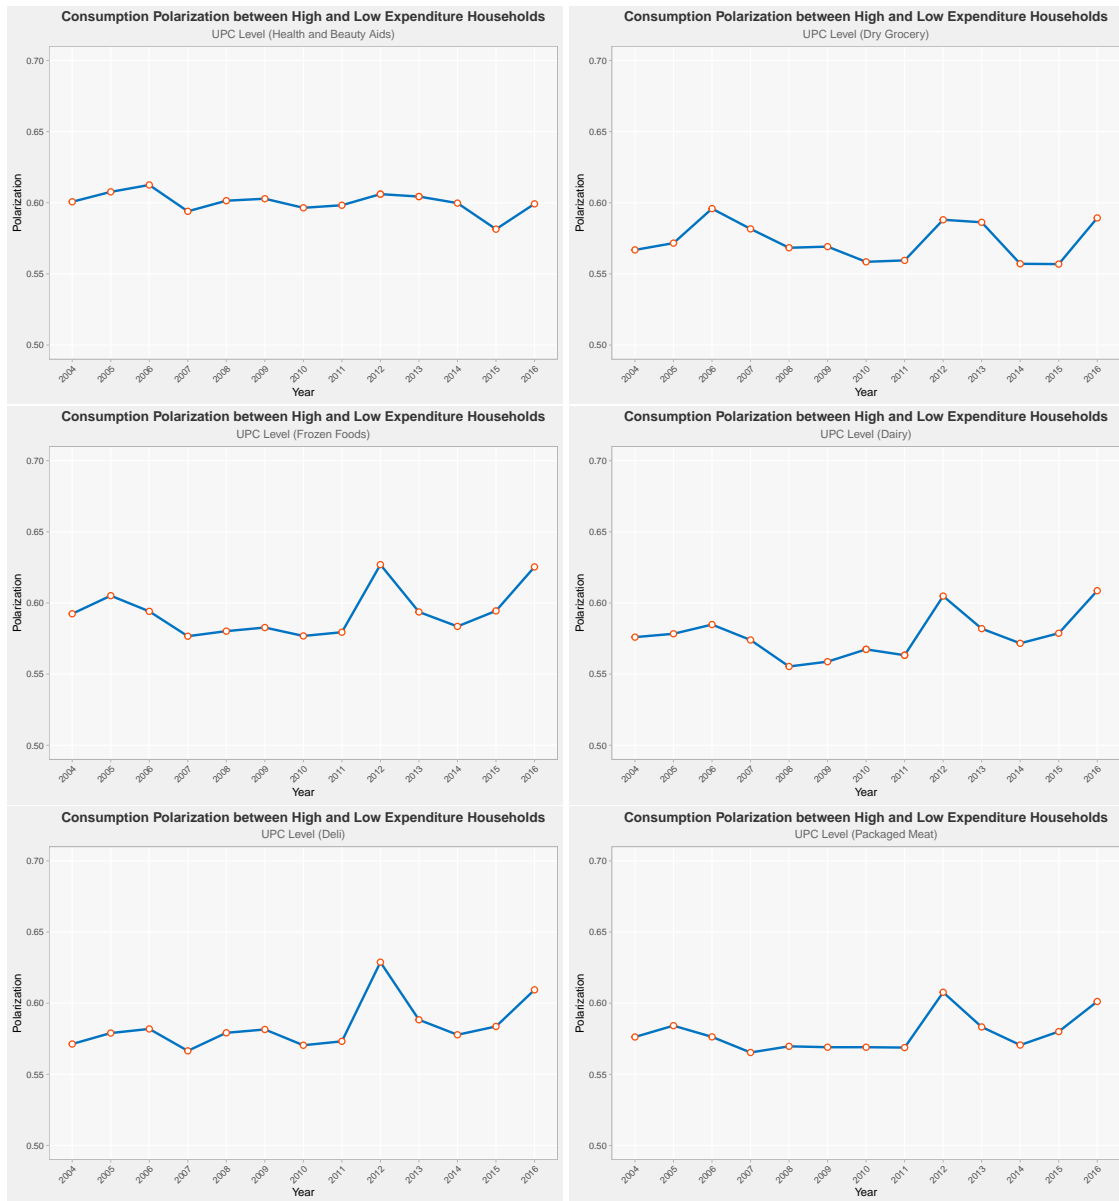 Consumption Polarization between High and Low Expenditure Households
UPC Level (Health and Beauty Aids)
0.70
0.65
0.60
0.55
0.50
Polarization
2004 2005 2006 2007 2008 2009 2010 2011 2012 2013 2014 2015 2016
Year
Consumption Polarization between High and Low Expenditure Households
UPC Level (Dry Grocery)
0.70
0.65
0.60
0.55
0.50
Polarization
2004 2005 2006 2007 2008 2009 2010 2011 2012 2013 2014 2015 2016
Year
Consumption Polarization between High and Low Expenditure Households
UPC Level (Frozen Foods)
0.70
0.65
0.60
0.55
0.50
Polarization
2004 2005 2006 2007 2008 2009 2010 2011 2012 2013 2014 2015 2016
Year
Consumption Polarization between High and Low Expenditure Households
UPC Level (Dairy)
0.70
0.65
0.60
0.55
0.50
Polarization
2004 2005 2006 2007 2008 2009 2010 2011 2012 2013 2014 2015 2016
Year
Consumption Polarization between High and Low Expenditure Households
UPC Level (Deli)
0.70
0.65
0.60
0.55
0.50
Polarization
2004 2005 2006 2007 2008 2009 2010 2011 2012 2013 2014 2015 2016
Year
Consumption Polarization between High and Low Expenditure Households
UPC Level (Packaged Meat)
0.70
0.65
0.60
0.55
0.50
Polarization
2004 2005 2006 2007 2008 2009 2010 2011 2012 2013 2014 2015 2016
Year